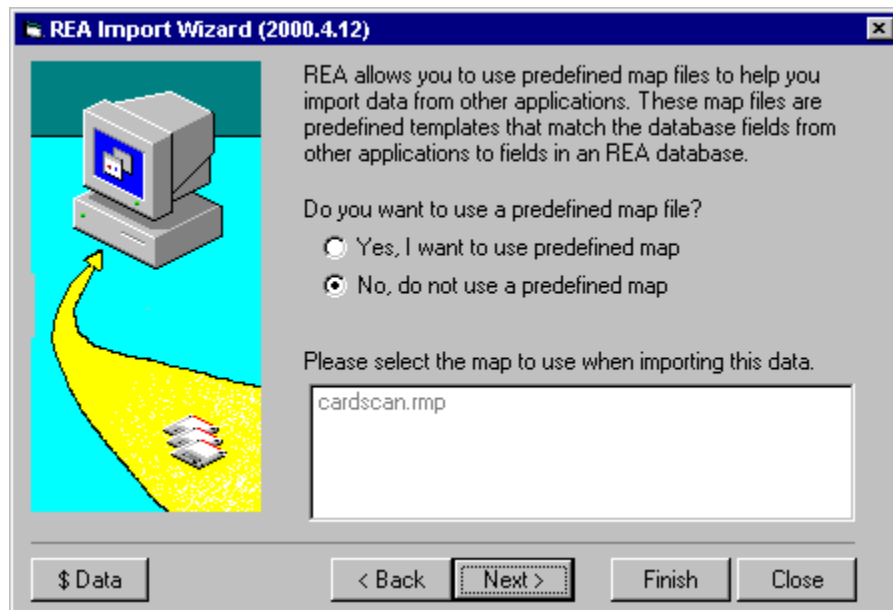 REA Import Wizard (2000.4.12)
REA allows you to use predefined map files to help you
import data from other applications. These map files are
predefined templates that match the database fields from
other applications to fields in an REA database.
Do you want to use a predefined map file?
Yes, I want to use predefined map
No, do not use a predefined map
Please select the map to use when importing this data.
cardscan.rmp
$ Data
< Back
Next >
Finish
Close